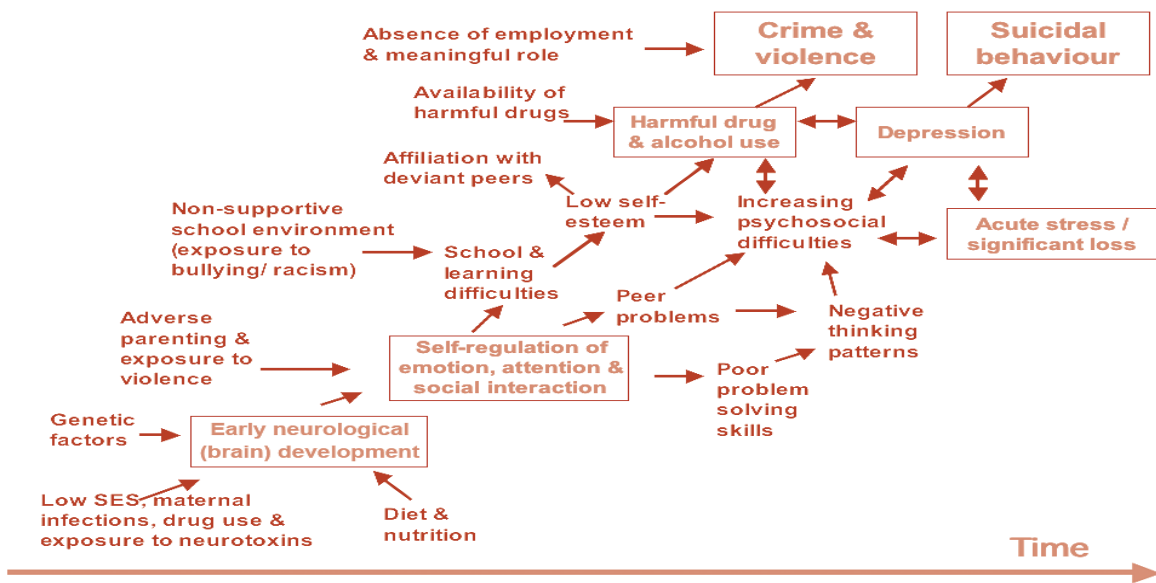 Absence of employment
& meaningful role
Crime &
violence
Suicidal
behaviour
Availability of
harmful drugs
Harmful drug
& alcohol use
Depression
Affiliation with
deviant peers
Low self-
esteem
Increasing
psychosocial
difficulties
Acute stress /
significant loss
Non-supportive
school environment
(exposure to
bullying/ racism)
School &
learning
difficulties
Peer
problems
Negative
thinking
patterns
Adverse
parenting &
exposure to
violence
Self-regulation of
emotion, attention &
social interaction
Poor
problem
solving
skills
Genetic
factors
Early neurological
(brain) development
Low SES, maternal
infections, drug use &
exposure to neurotoxins
Diet &
nutrition
Time